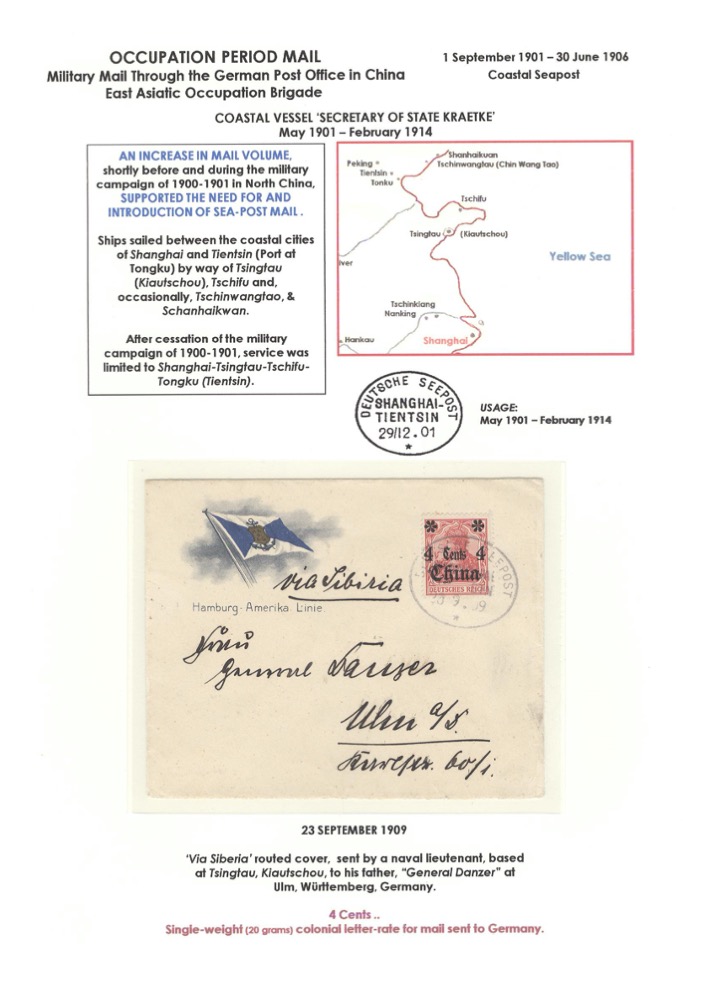 OCCUPATION PERIOD MAIL
Military Mail Through the German Post Office in China
East Asiatic Occupation Brigade
1 September 1901 – 30 June 1906
Coastal Seapost
COASTAL VESSEL ‘SECRETARY OF STATE KRAETKE’
May 1901 – February 1914
AN INCREASE IN MAIL VOLUME,
shortly before and during the military
campaign of 1900-1901 in North China,
SUPPORTED THE NEED FOR AND
INTRODUCTION OF SEA-POST MAIL .
Ships sailed between the coastal cities
of Shanghai and Tientsin (Port at
Tongku) by way of Tsingtau
(Kiautschou), Tschifu and,
occasionally, Tschinwangtao, &
Schanhaikwan.
After cessation of the military
campaign of 1900-1901, service was
limited to Shanghai-Tsingtau-Tschifu-
Tongku (Tientsin).
Shanhaikuan
Tschinwangtzau (Chin Wang Tao)
Peking
Tientsin
Tonku
Tschifu
Tsingtau (Kiautschou)
iver
Yellow Sea
Tschinkiang
Nanking
Hankau
Shanghai
DEUTSCHE SEEPOST
SHANGHAI-
TIENTSIN
29/12.01
USAGE:
May 1901 – February 1914
4 Cents 4
China
DEUTSCHES REICH
EEPOST
via Sibiria
Hamburg-Amerika Linie
Frau
General Danzer
Ulm a/D.
60/I.
23 SEPTEMBER 1909
‘Via Siberia’ routed cover, sent by a naval lieutenant, based
at Tsingtau, Kiautschou, to his father, “General Danzer” at
Ulm, Württemberg, Germany.
4 Cents ..
Single-weight (20 grams) colonial letter-rate for mail sent to Germany.